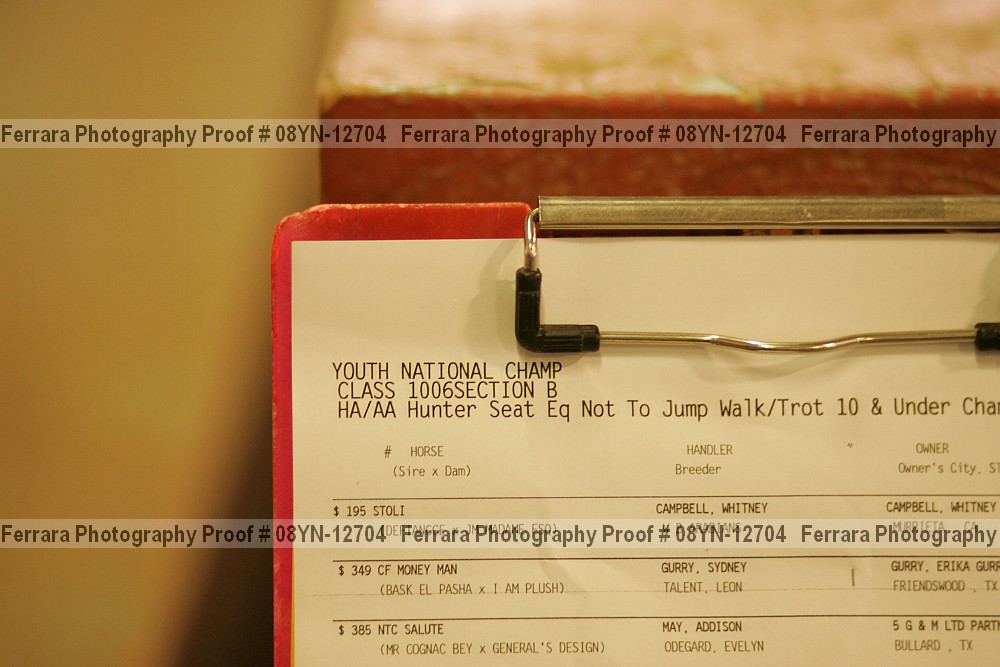 Ferrara Photography Proof # 08YN-12704 Ferrara Photography Proof # 08YN-12704 Ferrara Photography
YOUTH NATIONAL CHAMP
CLASS 1006SECTION B
HA/AA Hunter Seat Eq Not To Jump Walk/Trot 10 & Under Cham
# HORSE HANDLER OWNER
(Sire x Dam) Breeder Owner's City, ST
$ 195 STOLI CAMPBELL, WHITNEY CAMPBELL, WHITNEY
Ferrara Photography Proof # 08YN-12704 Ferrara Photography Proof # 08YN-12704 Ferrara Photography
MURRIETA , CA
$ 349 CF MONEY MAN GURRY, SYDNEY GURRY, ERIKA GURR
(BASK EL PASHA x I AM PLUSH) TALENT, LEON FRIENDSWOOD , TX
$ 385 NTC SALUTE MAY, ADDISON 5 G & M LTD PARTN
(MR COGNAC BEY x GENERAL'S DESIGN) ODEGARD, EVELYN BULLARD , TX